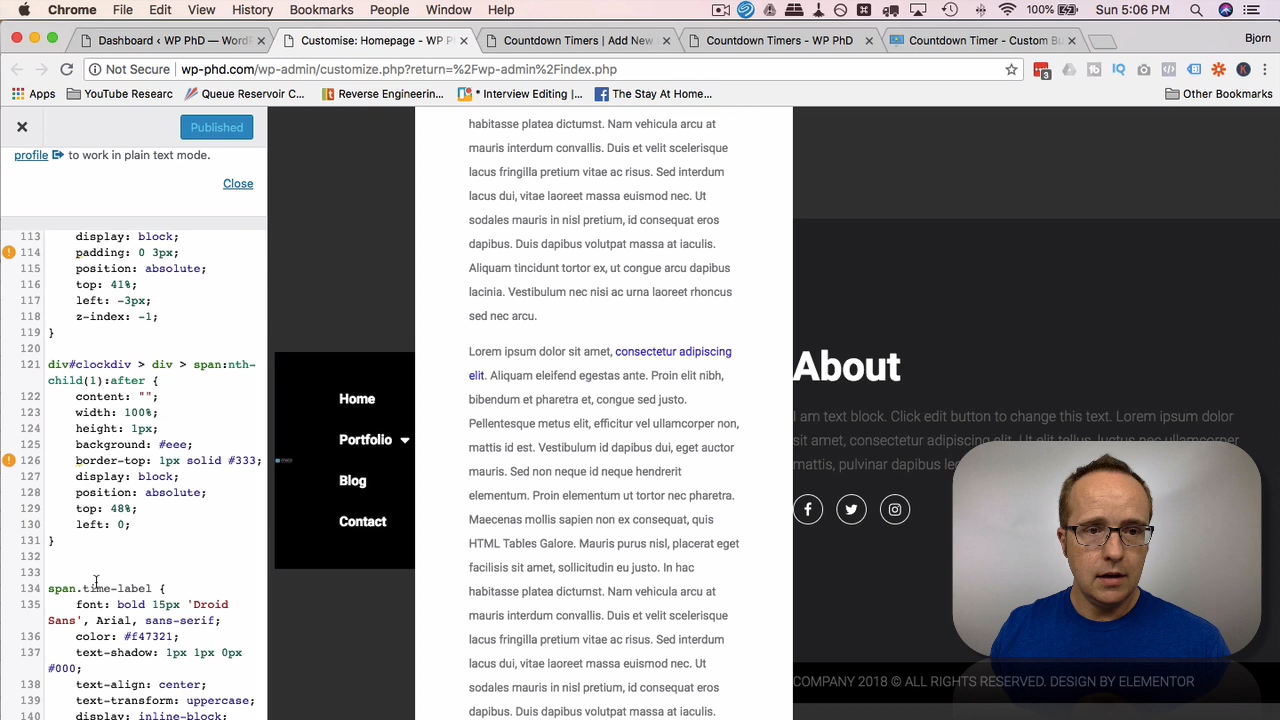 Chrome File Edit View History Bookmarks People Window Help 100% Sun 5:06 PM
Dashboard ‹ WP PhD — WordF
Customise: Homepage - WP P
Countdown Timers | Add New
Countdown Timers - WP PhD
Countdown Timer - Custom Bu
Bjorn
Not Secure wp-phd.com/wp-admin/customize.php?return=%2Fwp-admin%2Findex.php
3
Apps YouTube Researc Queue Reservoir C... Reverse Engineerin... * Interview Editing |... The Stay At Hom... Other Bookmarks
Published
profile to work in plain text mode.
Close
113 display: block;
114 padding: 0 3px;
115 position: absolute;
116 top: 41%;
117 left: -3px;
118 z-index: -1;
119 }
120
121 div#clockdiv > div > span:nth-
child(1):after {
122 content: "";
123 width: 100%;
124 height: 1px;
125 background: #eee;
126 border-top: 1px solid #333;
127 display: block;
128 position: absolute;
129 top: 48%;
130 left: 0;
131 }
132
133
134 span.time-label {
135 font: bold 15px 'Droid
Sans', Arial, sans-serif;
136 color: #f47321;
137 text-shadow: 1px 1px 0px
#000;
138 text-align: center;
139 text-transform: uppercase;
140 display: inline-block;
Home
Portfolio
Blog
Contact
habitasse platea dictumst. Nam vehicula arcu at
mauris interdum convallis. Duis et velit scelerisque
lacus fringilla pretium vitae ac risus. Sed interdum
lacus dui, vitae laoreet massa euismod nec. Ut
sodales mauris in nisl pretium, id consequat eros
dapibus. Duis dapibus volutpat massa at iaculis.
Aliquam tincidunt tortor ex, ut congue arcu dapibus
lacinia. Vestibulum nec nisi ac urna laoreet rhoncus
sed nec arcu.
Lorem ipsum dolor sit amet, consectetur adipiscing
elit. Aliquam eleifend egestas ante. Proin elit nibh,
bibendum et pharetra et, congue sed justo.
Pellentesque metus elit, efficitur vel ullamcorper non,
mattis id est. Vestibulum id dapibus dui, eget auctor
mauris. Sed non neque id neque hendrerit
elementum. Proin elementum ut tortor nec pharetra.
Maecenas mollis sapien non ex consequat, quis
HTML Tables Galore. Mauris purus nisl, placerat eget
facilisis sit amet, sollicitudin eu justo. In hac
habitasse platea dictumst. Nam vehicula arcu at
mauris interdum convallis. Duis et velit scelerisque
lacus fringilla pretium vitae ac risus. Sed interdum
lacus dui, vitae laoreet massa euismod nec. Ut
sodales mauris in nisl pretium, id consequat eros
dapibus. Duis dapibus volutpat massa at iaculis.
About
I am text block. Click edit button to change this text. Lorem ipsum dolor
sit amet, consectetur adipiscing elit. Ut elit tellus, luctus nec ullamcorper
mattis, pulvinar dapibus le
COMPANY 2018 © ALL RIGHTS RESERVED. DESIGN BY ELEMENTOR